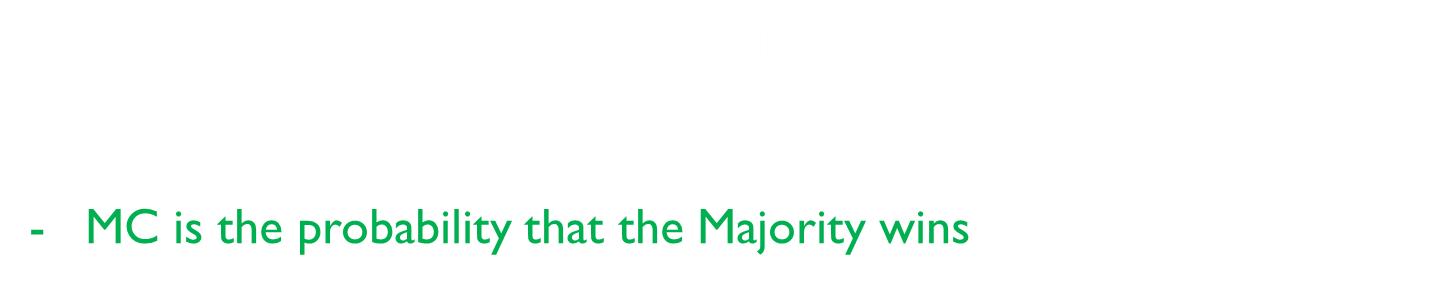 - MC is the probability that the Majority wins